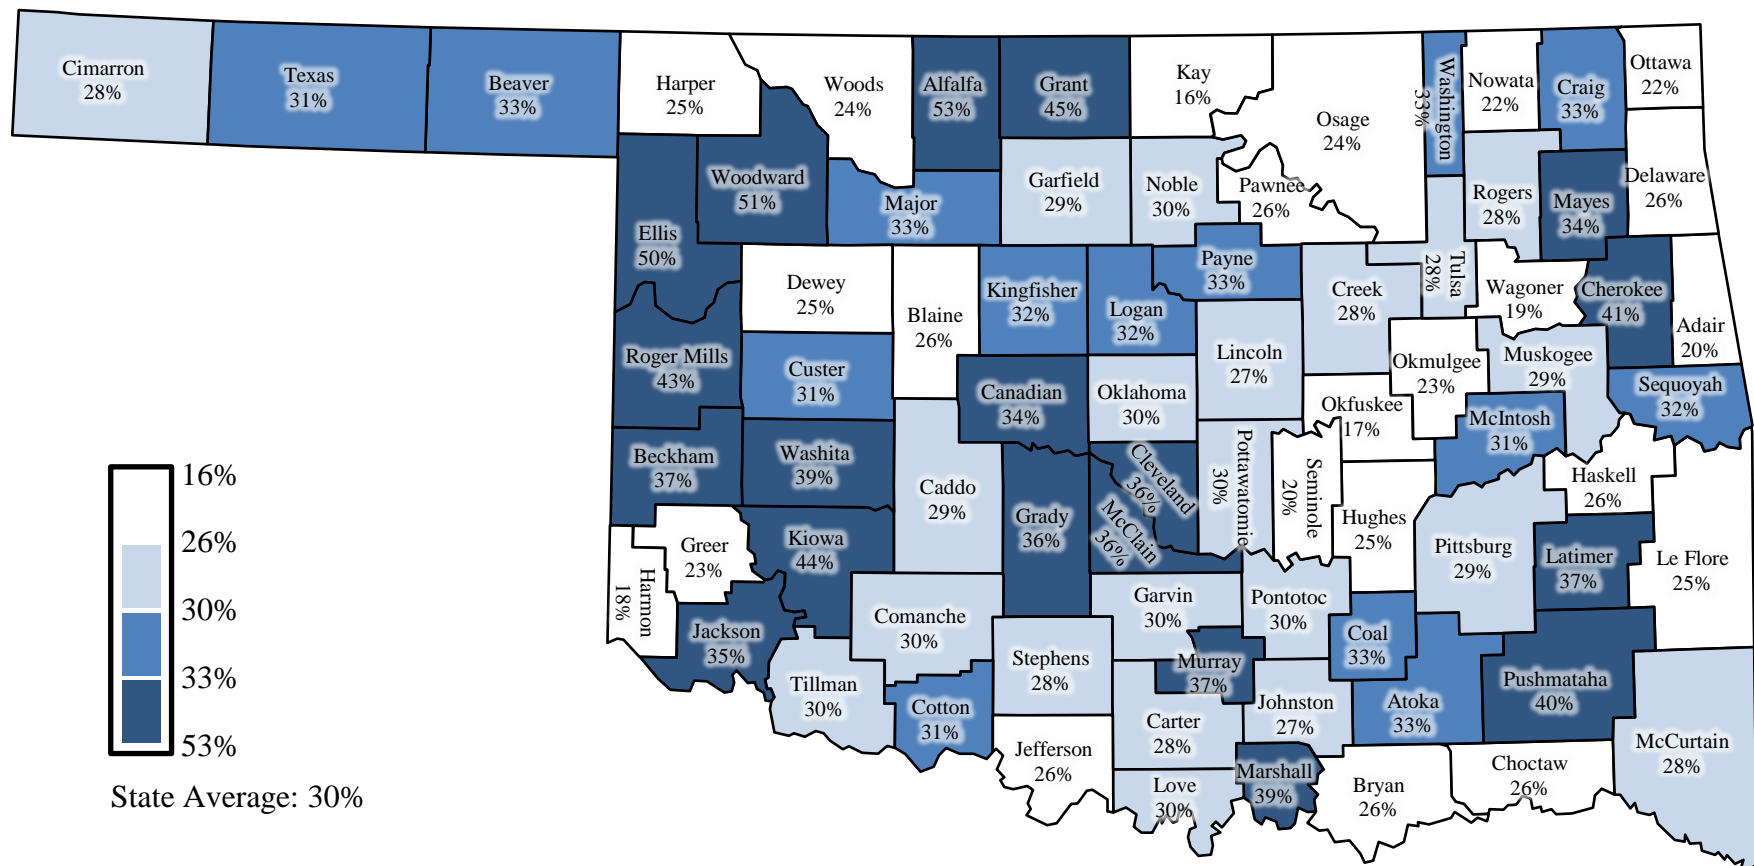 Cimarron
28%
Texas
31%
Beaver
33%
Harper
25%
Woods
24%
Alfalfa
53%
Grant
45%
Kay
16%
Osage
24%
Washington
33%
Nowata
22%
Craig
33%
Ottawa
22%
Woodward
51%
Major
33%
Garfield
29%
Noble
30%
Pawnee
26%
Rogers
28%
Mayes
34%
Delaware
26%
Ellis
50%
Dewey
25%
Blaine
26%
Kingfisher
32%
Logan
32%
Payne
33%
Creek
28%
Tulsa
28%
Wagoner
19%
Cherokee
41%
Adair
20%
Roger Mills
43%
Custer
31%
Canadian
34%
Oklahoma
30%
Lincoln
27%
Okmulgee
23%
Muskogee
29%
Sequoyah
32%
Okfuskee
17%
McIntosh
31%
Beckham
37%
Washita
39%
Caddo
29%
Grady
36%
Cleveland
36%
McClain
36%
Pottawatomie
30%
Seminole
20%
Hughes
25%
Haskell
26%
Pittsburg
29%
Latimer
37%
Le Flore
25%
Harmon
18%
Greer
23%
Kiowa
44%
Jackson
35%
Comanche
30%
Tillman
30%
Cotton
31%
Stephens
28%
Garvin
30%
Pontotoc
30%
Murray
37%
Coal
33%
Johnston
27%
Atoka
33%
Pushmataha
40%
McCurtain
28%
Carter
28%
Jefferson
26%
Love
30%
Marshall
39%
Bryan
26%
Choctaw
26%
16%
26%
30%
33%
53%
State Average: 30%